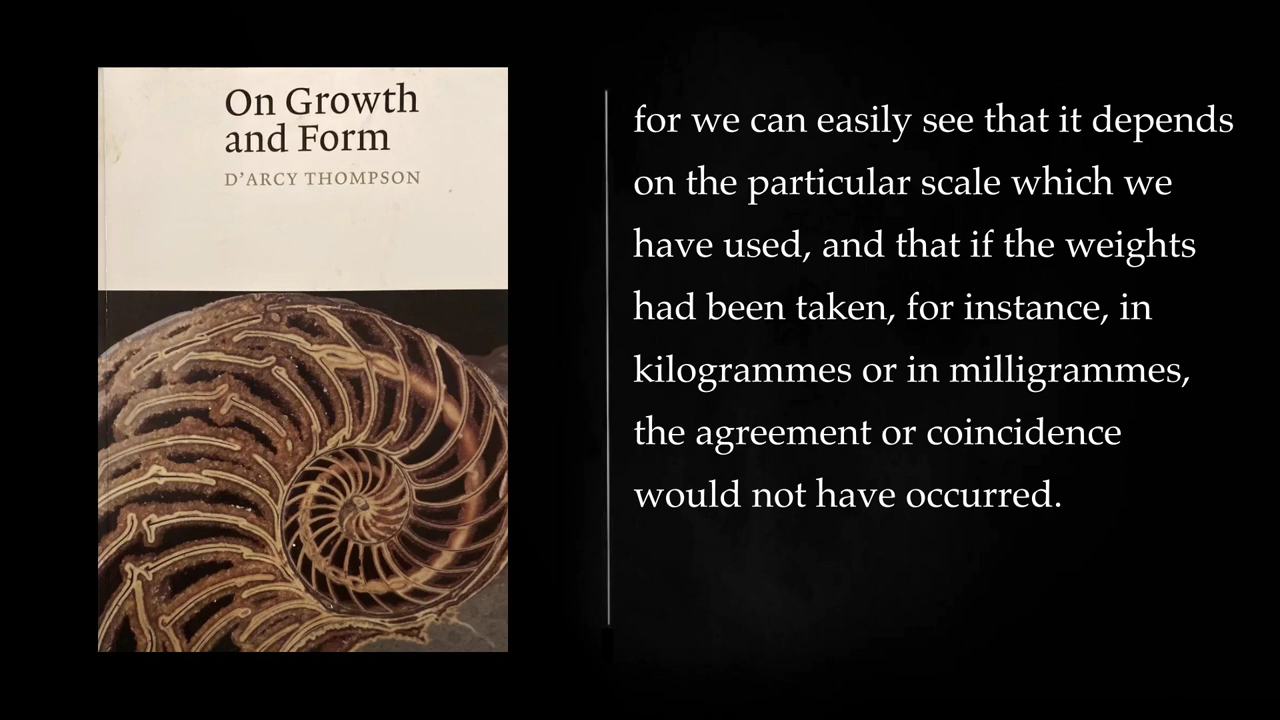 On Growth
and Form
D'ARCY THOMPSON
for we can easily see that it depends
on the particular scale which we
have used, and that if the weights
had been taken, for instance, in
kilogrammes or in milligrammes,
the agreement or coincidence
would not have occurred.